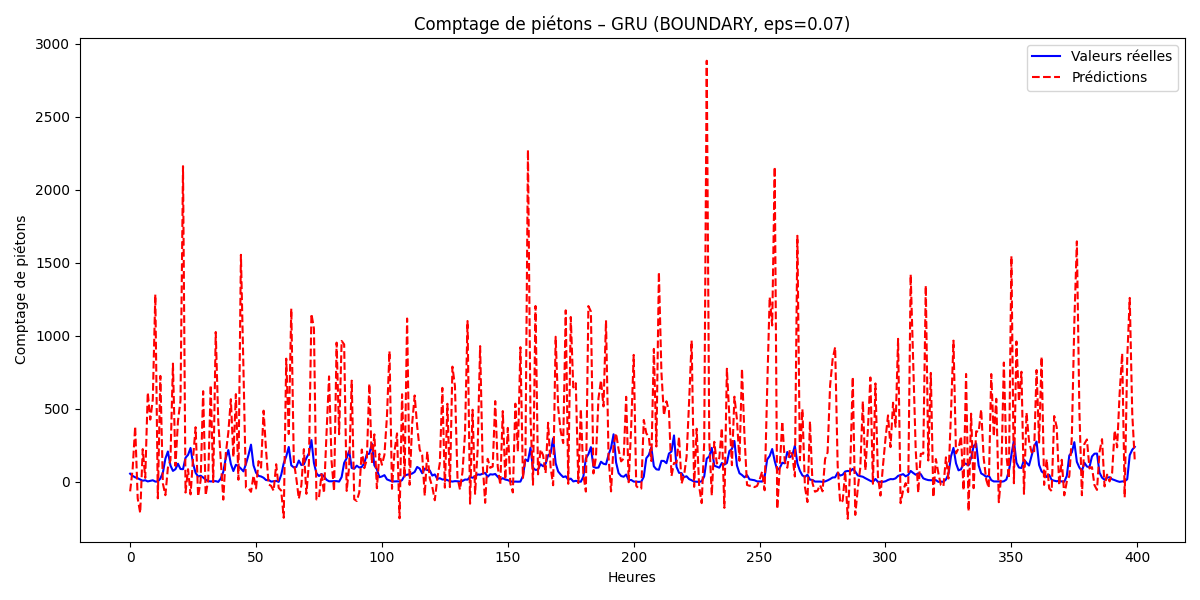 Comptage de piétons – GRU (BOUNDARY, eps=0.07)
3000
2500
2000
1500
1000
500
0
Comptage de piétons
Valeurs réelles
Prédictions
0 50 100 150 200 250 300 350 400
Heures